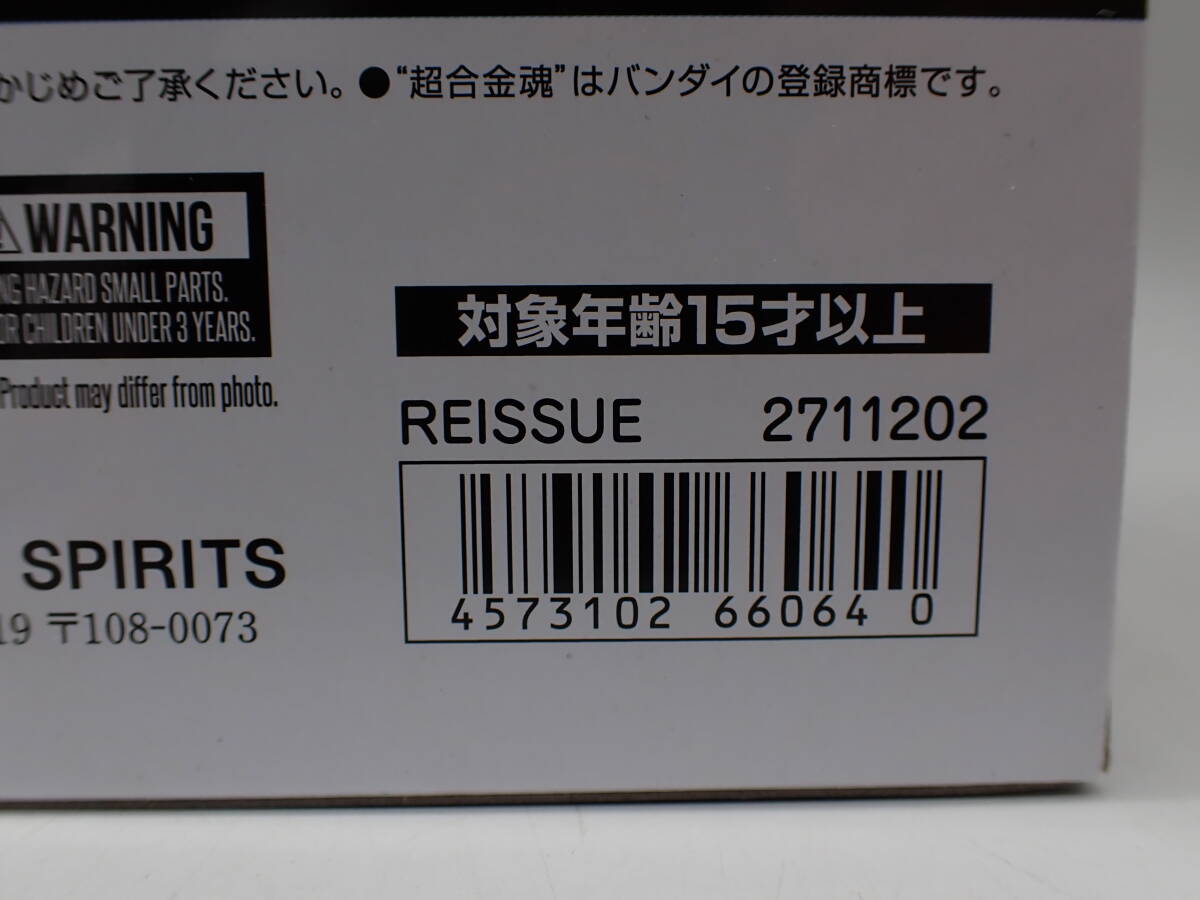 かじめご了承ください。●“超合金魂”はバンダイの登録商標です。
WARNING
HAZARD SMALL PARTS.
CHILDREN UNDER 3 YEARS.
Product may differ from photo.
対象年齢15才以上
REISSUE 2711202
4573102 66064 0
SPIRITS
19 〒108-0073